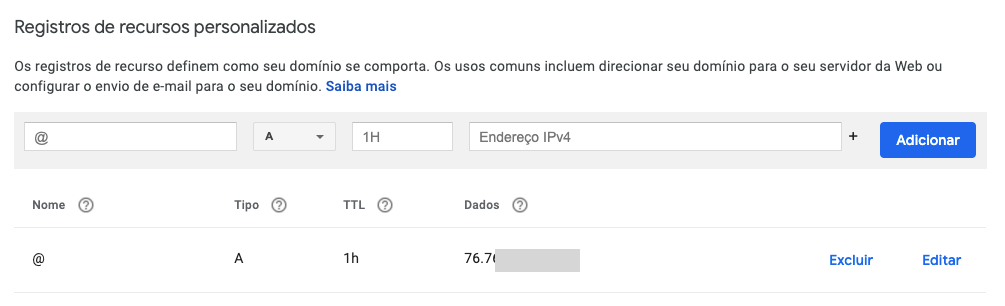 Registros de recursos personalizados
Os registros de recurso definem como seu domínio se comporta. Os usos comuns incluem direcionar seu domínio para o seu servidor da Web ou
configurar o envio de e-mail para o seu domínio. Saiba mais
@ A 1H Endereço IPv4 + Adicionar
Nome ? Tipo ? TTL ? Dados ?
@ A 1h 76.7 Excluir Editar